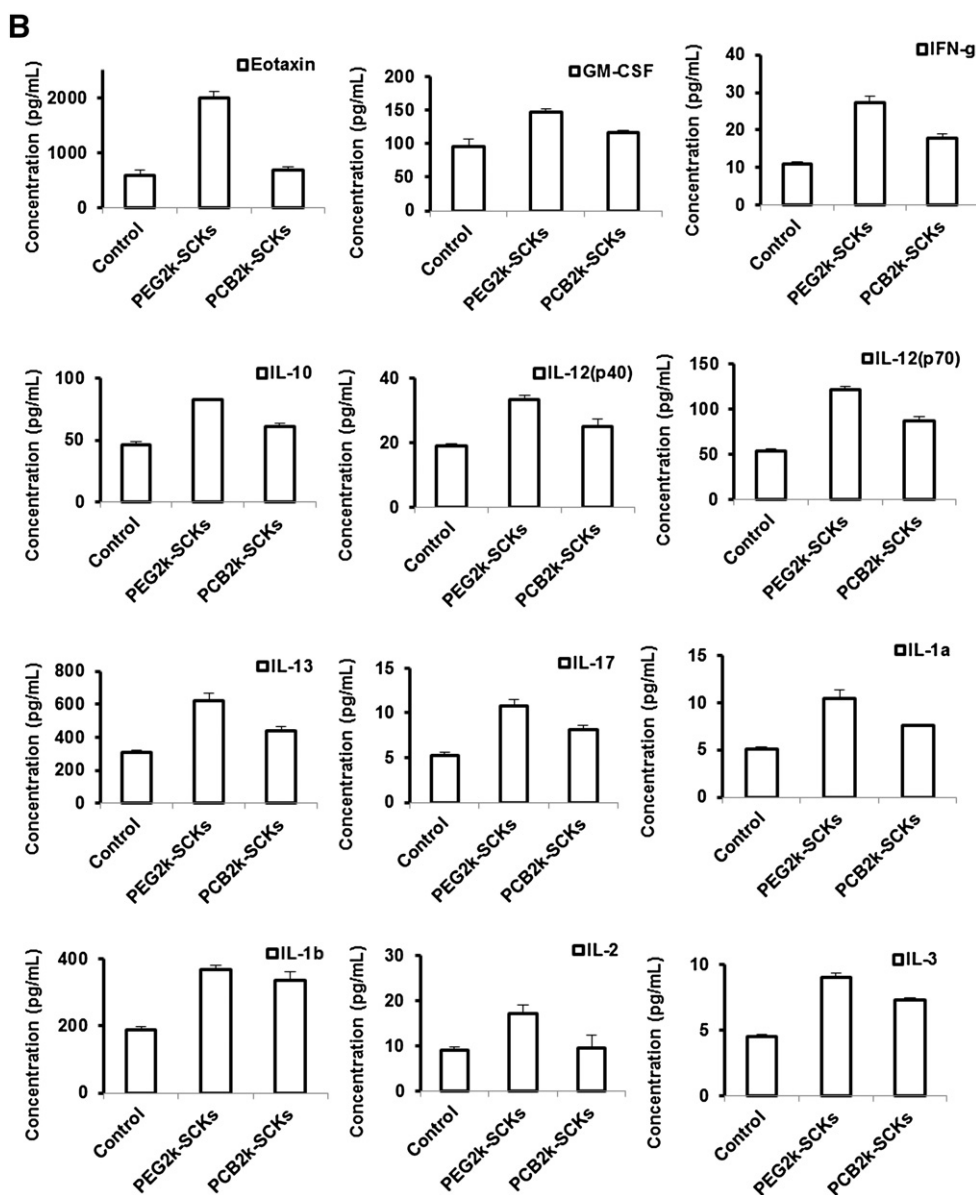 B
Eotaxin
Concentration (pg/mL)
2000
1000
0
Control
PEG2k-SCKs
PCB2k-SCKs
GM-CSF
Concentration (pg/mL)
200
150
100
50
0
Control
PEG2k-SCKs
PCB2k-SCKs
IFN-g
Concentration (pg/mL)
40
30
20
10
0
Control
PEG2k-SCKs
PCB2k-SCKs
IL-10
Concentration (pg/mL)
100
50
0
Control
PEG2k-SCKs
PCB2k-SCKs
IL-12(p40)
Concentration (pg/mL)
40
20
0
Control
PEG2k-SCKs
PCB2k-SCKs
IL-12(p70)
Concentration (pg/mL)
150
100
50
0
Control
PEG2k-SCKs
PCB2k-SCKs
IL-13
Concentration (pg/mL)
800
600
400
200
0
Control
PEG2k-SCKs
PCB2k-SCKs
IL-17
Concentration (pg/mL)
15
10
5
0
Control
PEG2k-SCKs
PCB2k-SCKs
IL-1a
Concentration (pg/mL)
15
10
5
0
Control
PEG2k-SCKs
PCB2k-SCKs
IL-1b
Concentration (pg/mL)
400
200
0
Control
PEG2k-SCKs
PCB2k-SCKs
IL-2
Concentration (pg/mL)
30
20
10
0
Control
PEG2k-SCKs
PCB2k-SCKs
IL-3
Concentration (pg/mL)
10
5
0
Control
PEG2k-SCKs
PCB2k-SCKs